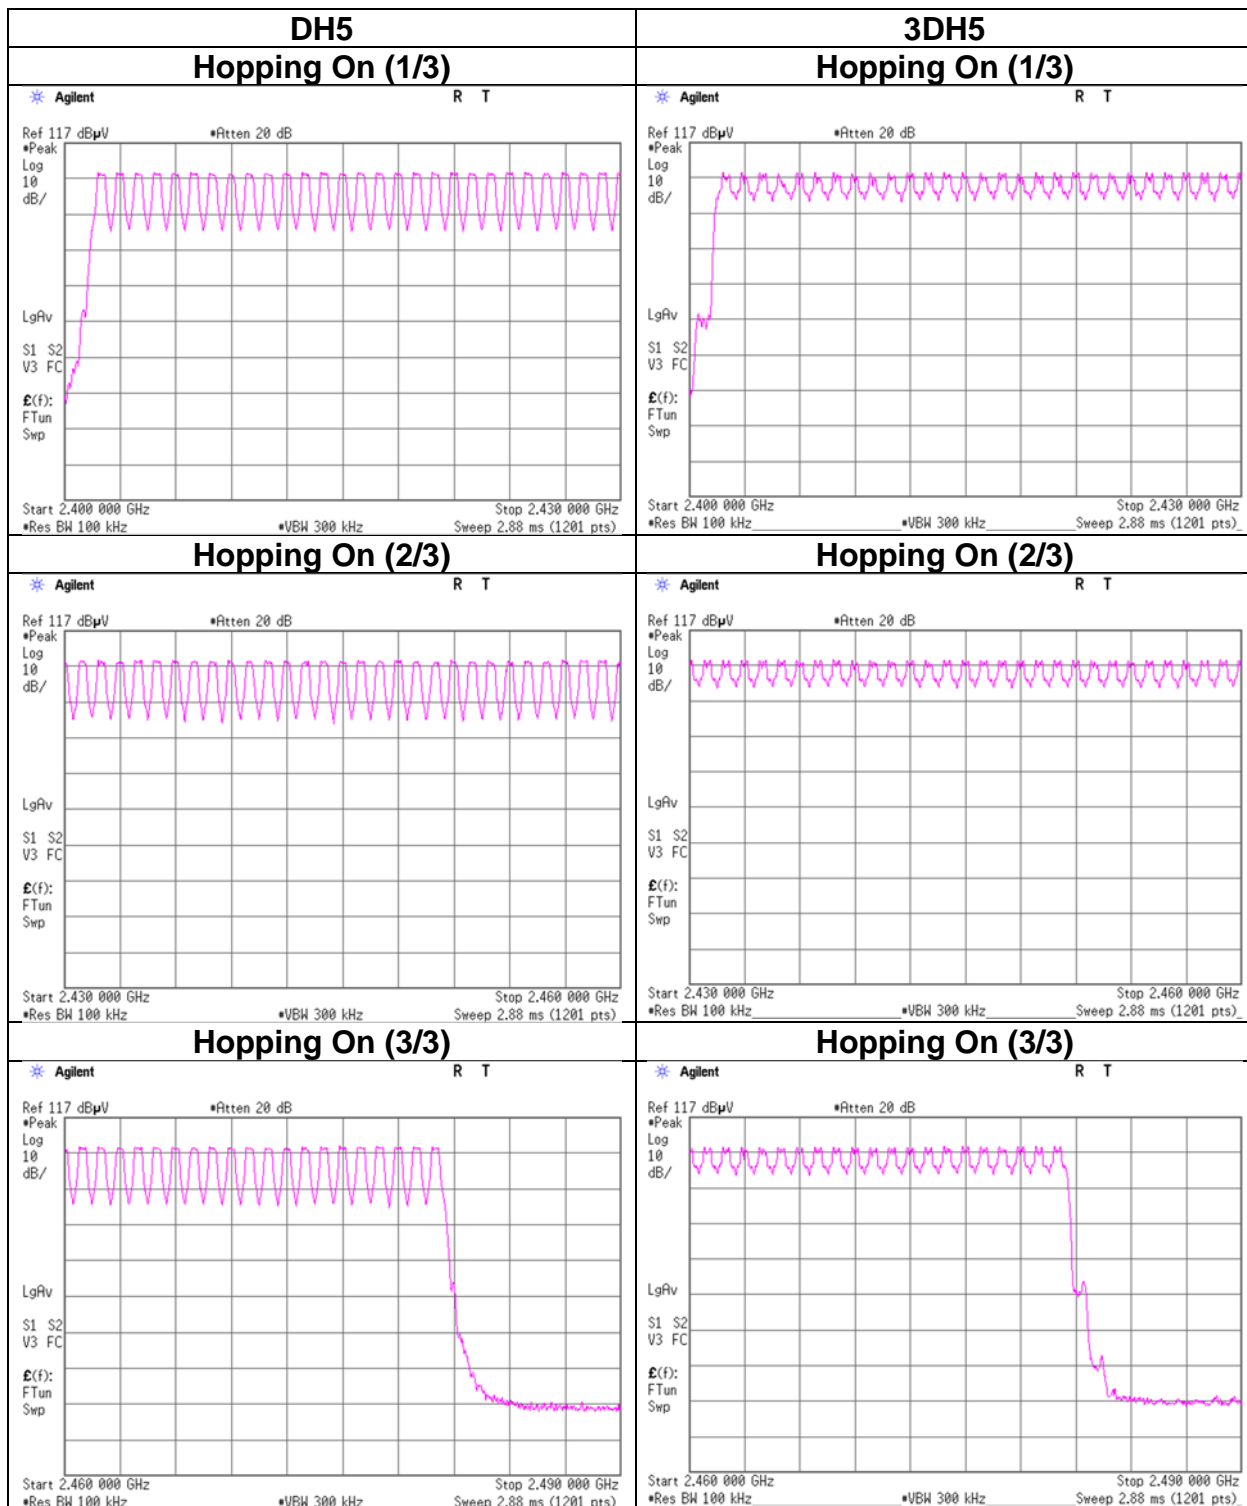 DH5 3DH5
Hopping On (1/3) Hopping On (1/3)
Agilent R T
Ref 117 dBµV *Atten 20 dB
*Peak
Log
10
dB/
LgAv
S1 S2
V3 FC
£(f):
FTun
Swp
Start 2.400 000 GHz Stop 2.430 000 GHz
*Res BW 100 kHz *VBW 300 kHz Sweep 2.88 ms (1201 pts)
Agilent R T
Ref 117 dBµV *Atten 20 dB
*Peak
Log
10
dB/
LgAv
S1 S2
V3 FC
£(f):
FTun
Swp
Start 2.400 000 GHz Stop 2.430 000 GHz
*Res BW 100 kHz *VBW 300 kHz Sweep 2.88 ms (1201 pts)
Hopping On (2/3) Hopping On (2/3)
Agilent R T
Ref 117 dBµV *Atten 20 dB
*Peak
Log
10
dB/
LgAv
S1 S2
V3 FC
£(f):
FTun
Swp
Start 2.430 000 GHz Stop 2.460 000 GHz
*Res BW 100 kHz *VBW 300 kHz Sweep 2.88 ms (1201 pts)
Agilent R T
Ref 117 dBµV *Atten 20 dB
*Peak
Log
10
dB/
LgAv
S1 S2
V3 FC
£(f):
FTun
Swp
Start 2.430 000 GHz Stop 2.460 000 GHz
*Res BW 100 kHz *VBW 300 kHz Sweep 2.88 ms (1201 pts)
Hopping On (3/3) Hopping On (3/3)
Agilent R T
Ref 117 dBµV *Atten 20 dB
*Peak
Log
10
dB/
LgAv
S1 S2
V3 FC
£(f):
FTun
Swp
Start 2.460 000 GHz Stop 2.490 000 GHz
*Res BW 100 kHz *VBW 300 kHz Sweep 2.88 ms (1201 pts)
Agilent R T
Ref 117 dBµV *Atten 20 dB
*Peak
Log
10
dB/
LgAv
S1 S2
V3 FC
£(f):
FTun
Swp
Start 2.460 000 GHz Stop 2.490 000 GHz
*Res BW 100 kHz *VBW 300 kHz Sweep 2.88 ms (1201 pts)